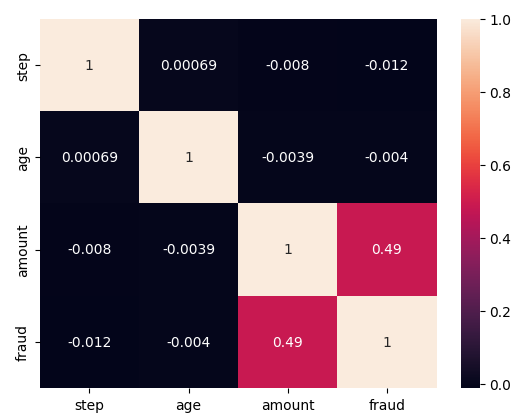 step 1 0.00069 -0.008 -0.012
age 0.00069 1 -0.0039 -0.004
amount -0.008 -0.0039 1 0.49
fraud -0.012 -0.004 0.49 1
step age amount fraud
1.0
0.8
0.6
0.4
0.2
0.0